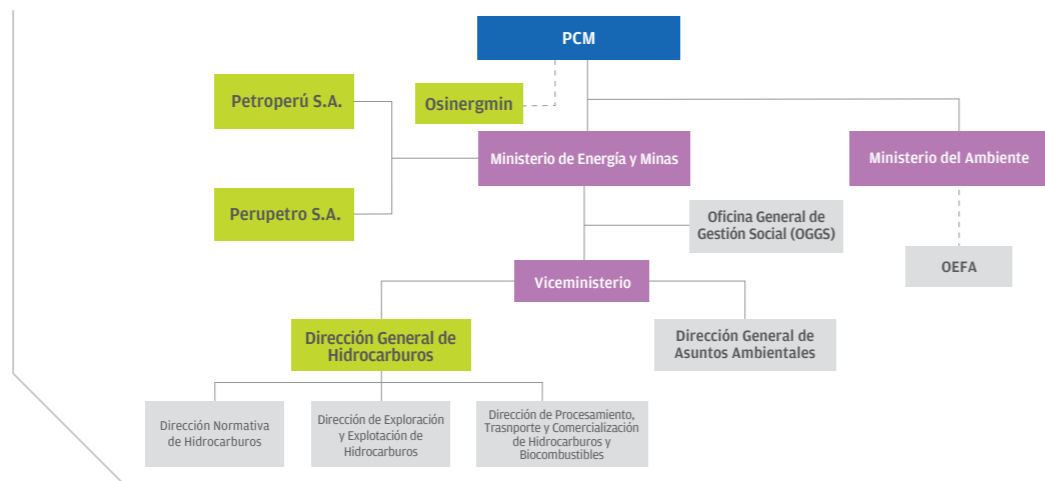 PCM
Petroperú S.A.
Osinergmin
Ministerio de Energía y Minas
Ministerio del Ambiente
Perupetro S.A.
Oficina General de
Gestión Social (OGGS)
OEFA
Viceministerio
Dirección General de
Hidrocarburos
Dirección General de
Asuntos Ambientales
Dirección Normativa
de Hidrocarburos
Dirección de Exploración
y Explotación de
Hidrocarburos
Dirección de Procesamiento,
Trasnporte y Comercialización
de Hidrocarburos y
Biocombustibles